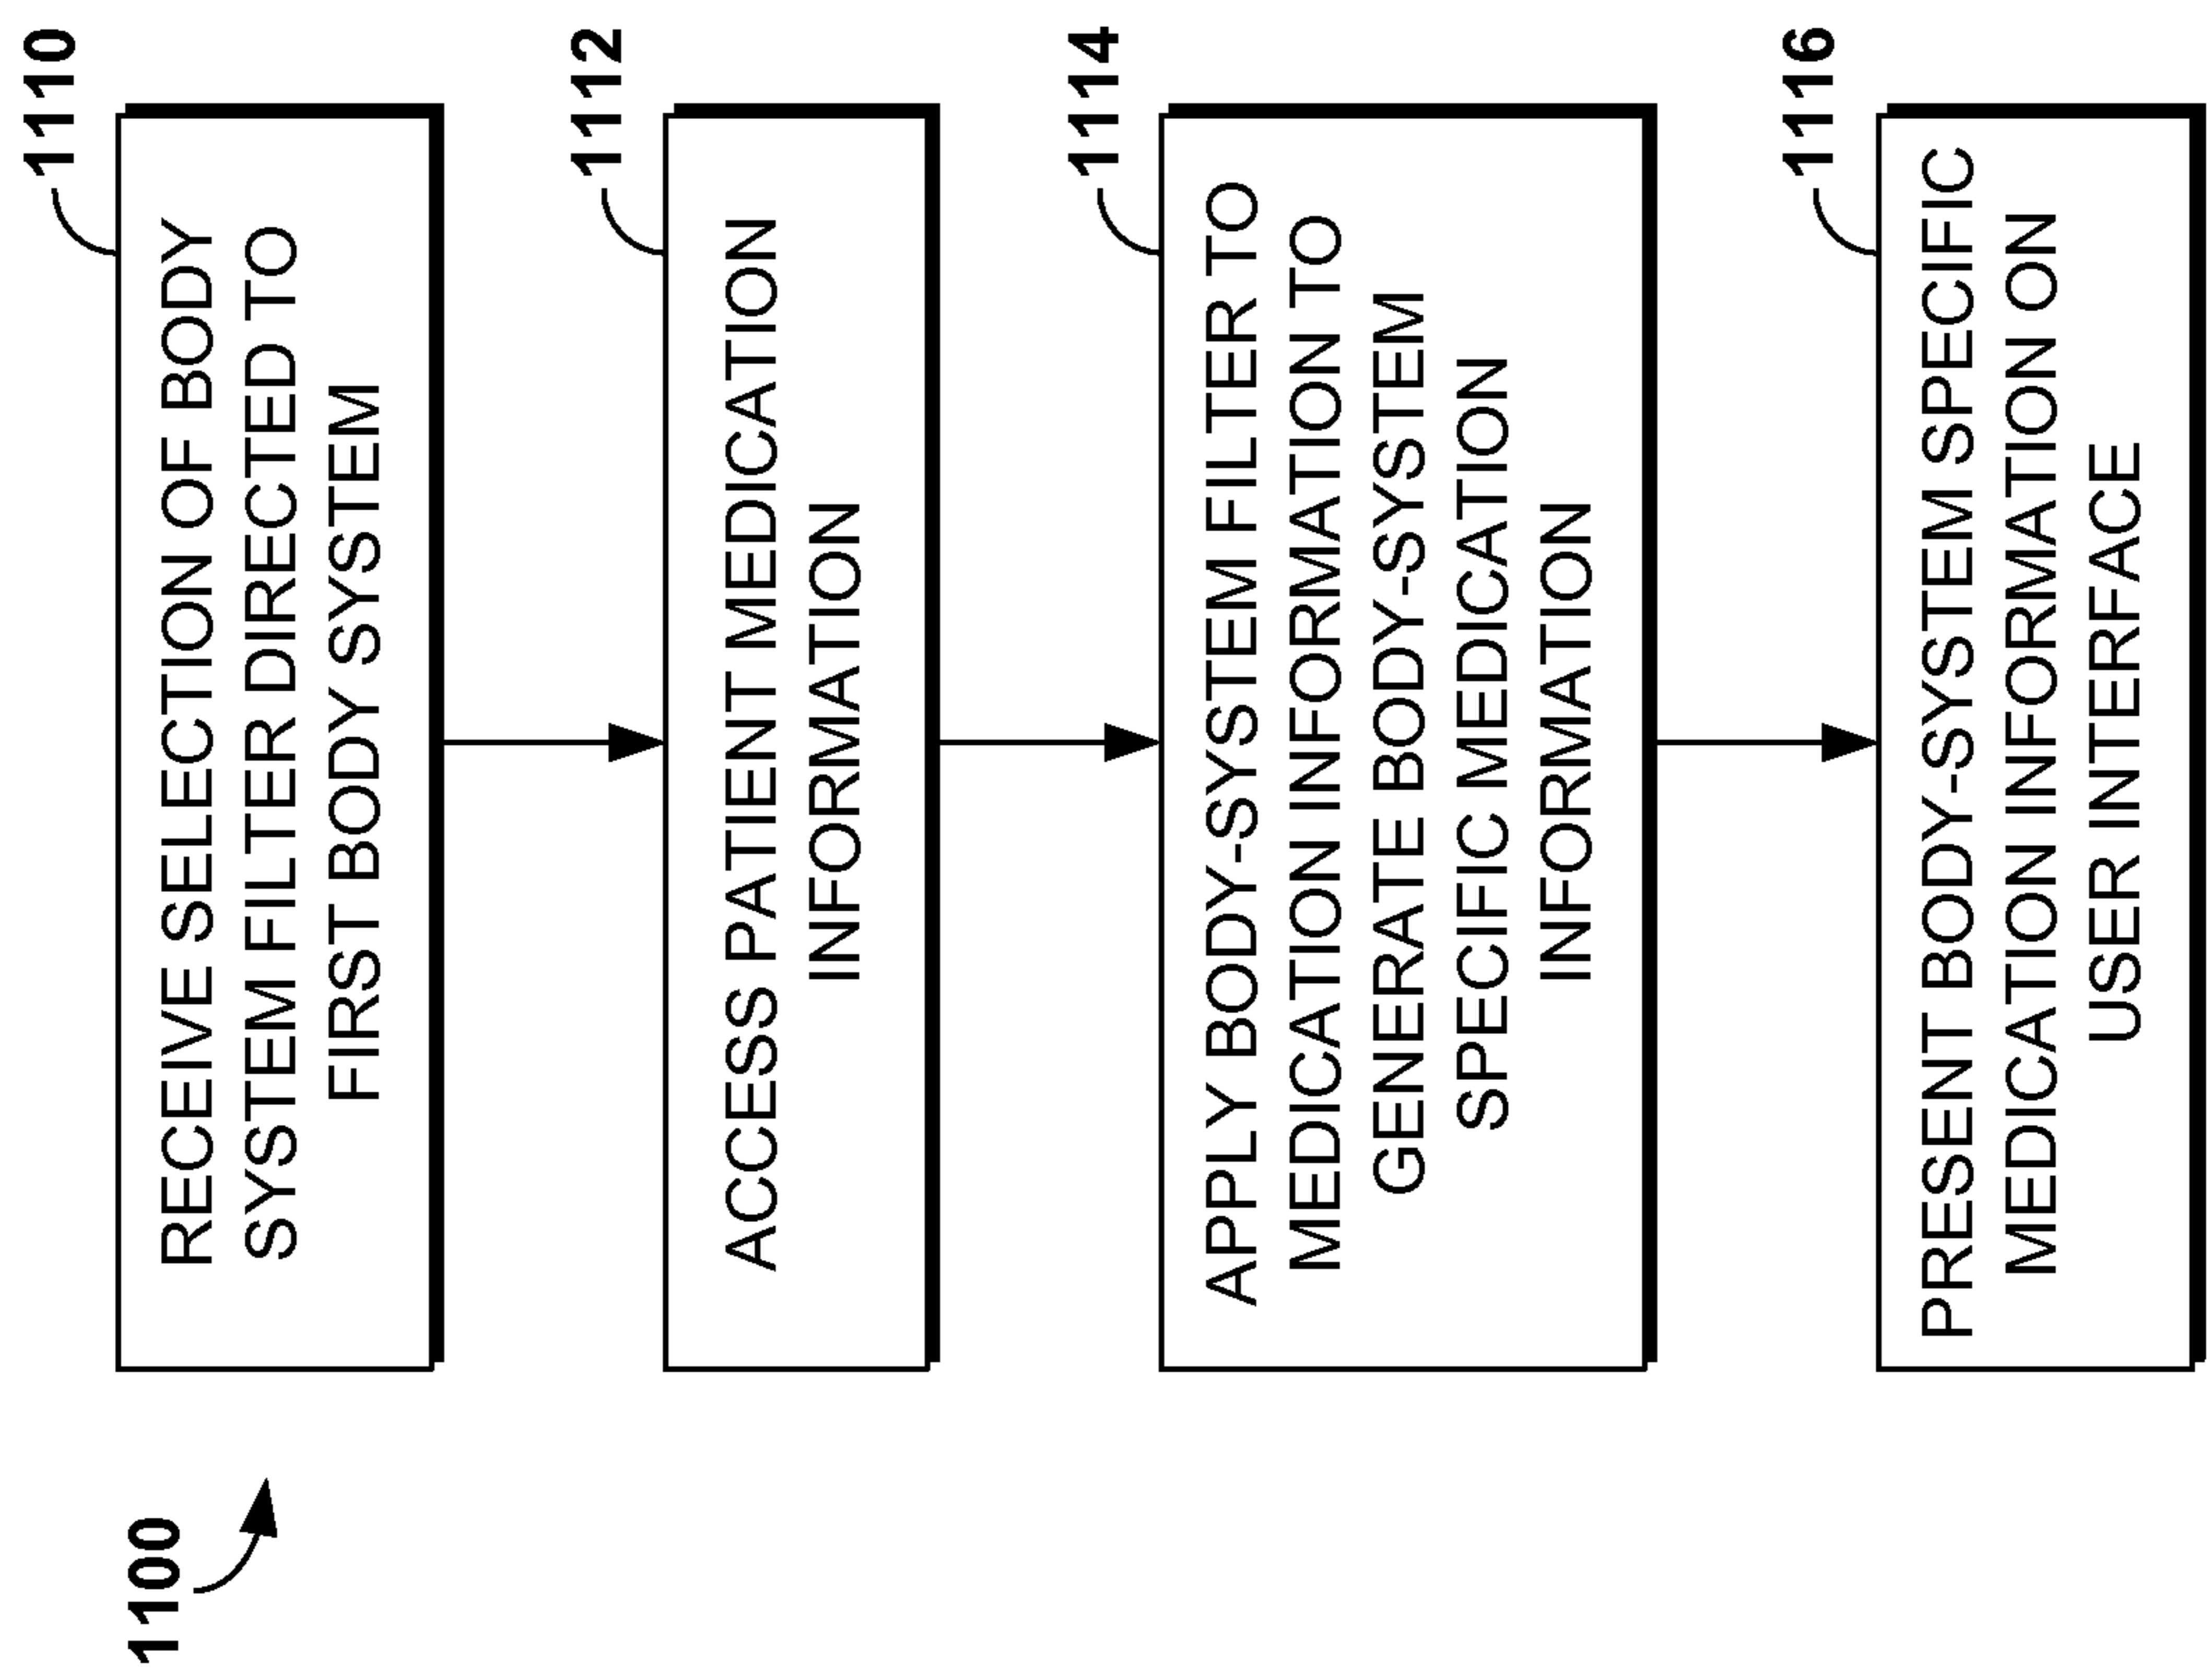 1100
1110
RECEIVE SELECTION OF BODY
SYSTEM FILTER DIRECTED TO
FIRST BODY SYSTEM
1112
ACCESS PATIENT MEDICATION
INFORMATION
1114
APPLY BODY-SYSTEM FILTER TO
MEDICATION INFORMATION TO
GENERATE BODY-SYSTEM
SPECIFIC MEDICATION
INFORMATION
1116
PRESENT BODY-SYSTEM SPECIFIC
MEDICATION INFORMATION ON
USER INTERFACE